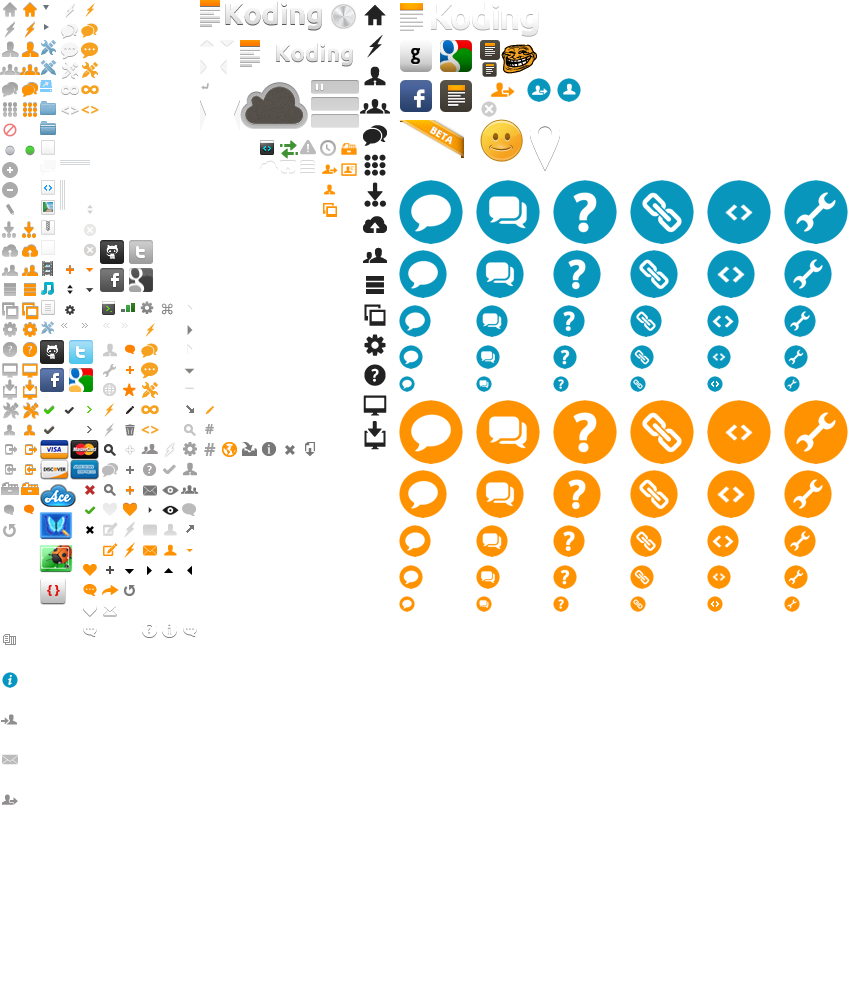 Koding
Koding
Koding
g
BETA
VISA
MasterCard
DISCOVER
AMERICAN EXPRESS
Ace